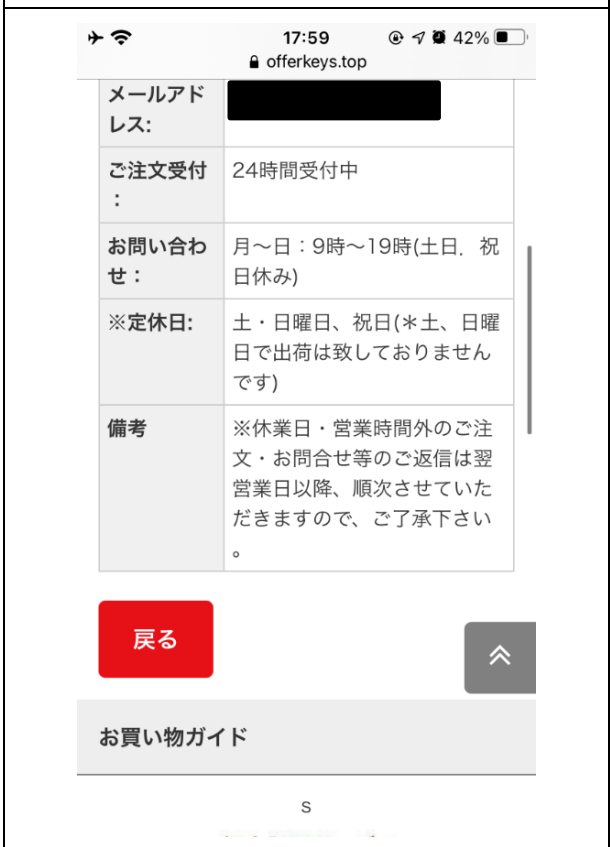 17:59
42%
offerkeys.top
メールアド
レス:
ご注文受付
:
24時間受付中
お問い合わ
せ：
月～日：9時～19時(土日．祝
日休み)
※定休日:
土・日曜日、祝日(＊土、日曜
日で出荷は致しておりません
です)
備考
※休業日・営業時間外のご注
文・お問合せ等のご返信は翌
営業日以降、順次させていた
だきますので、ご了承下さい
。
戻る
お買い物ガイド
s